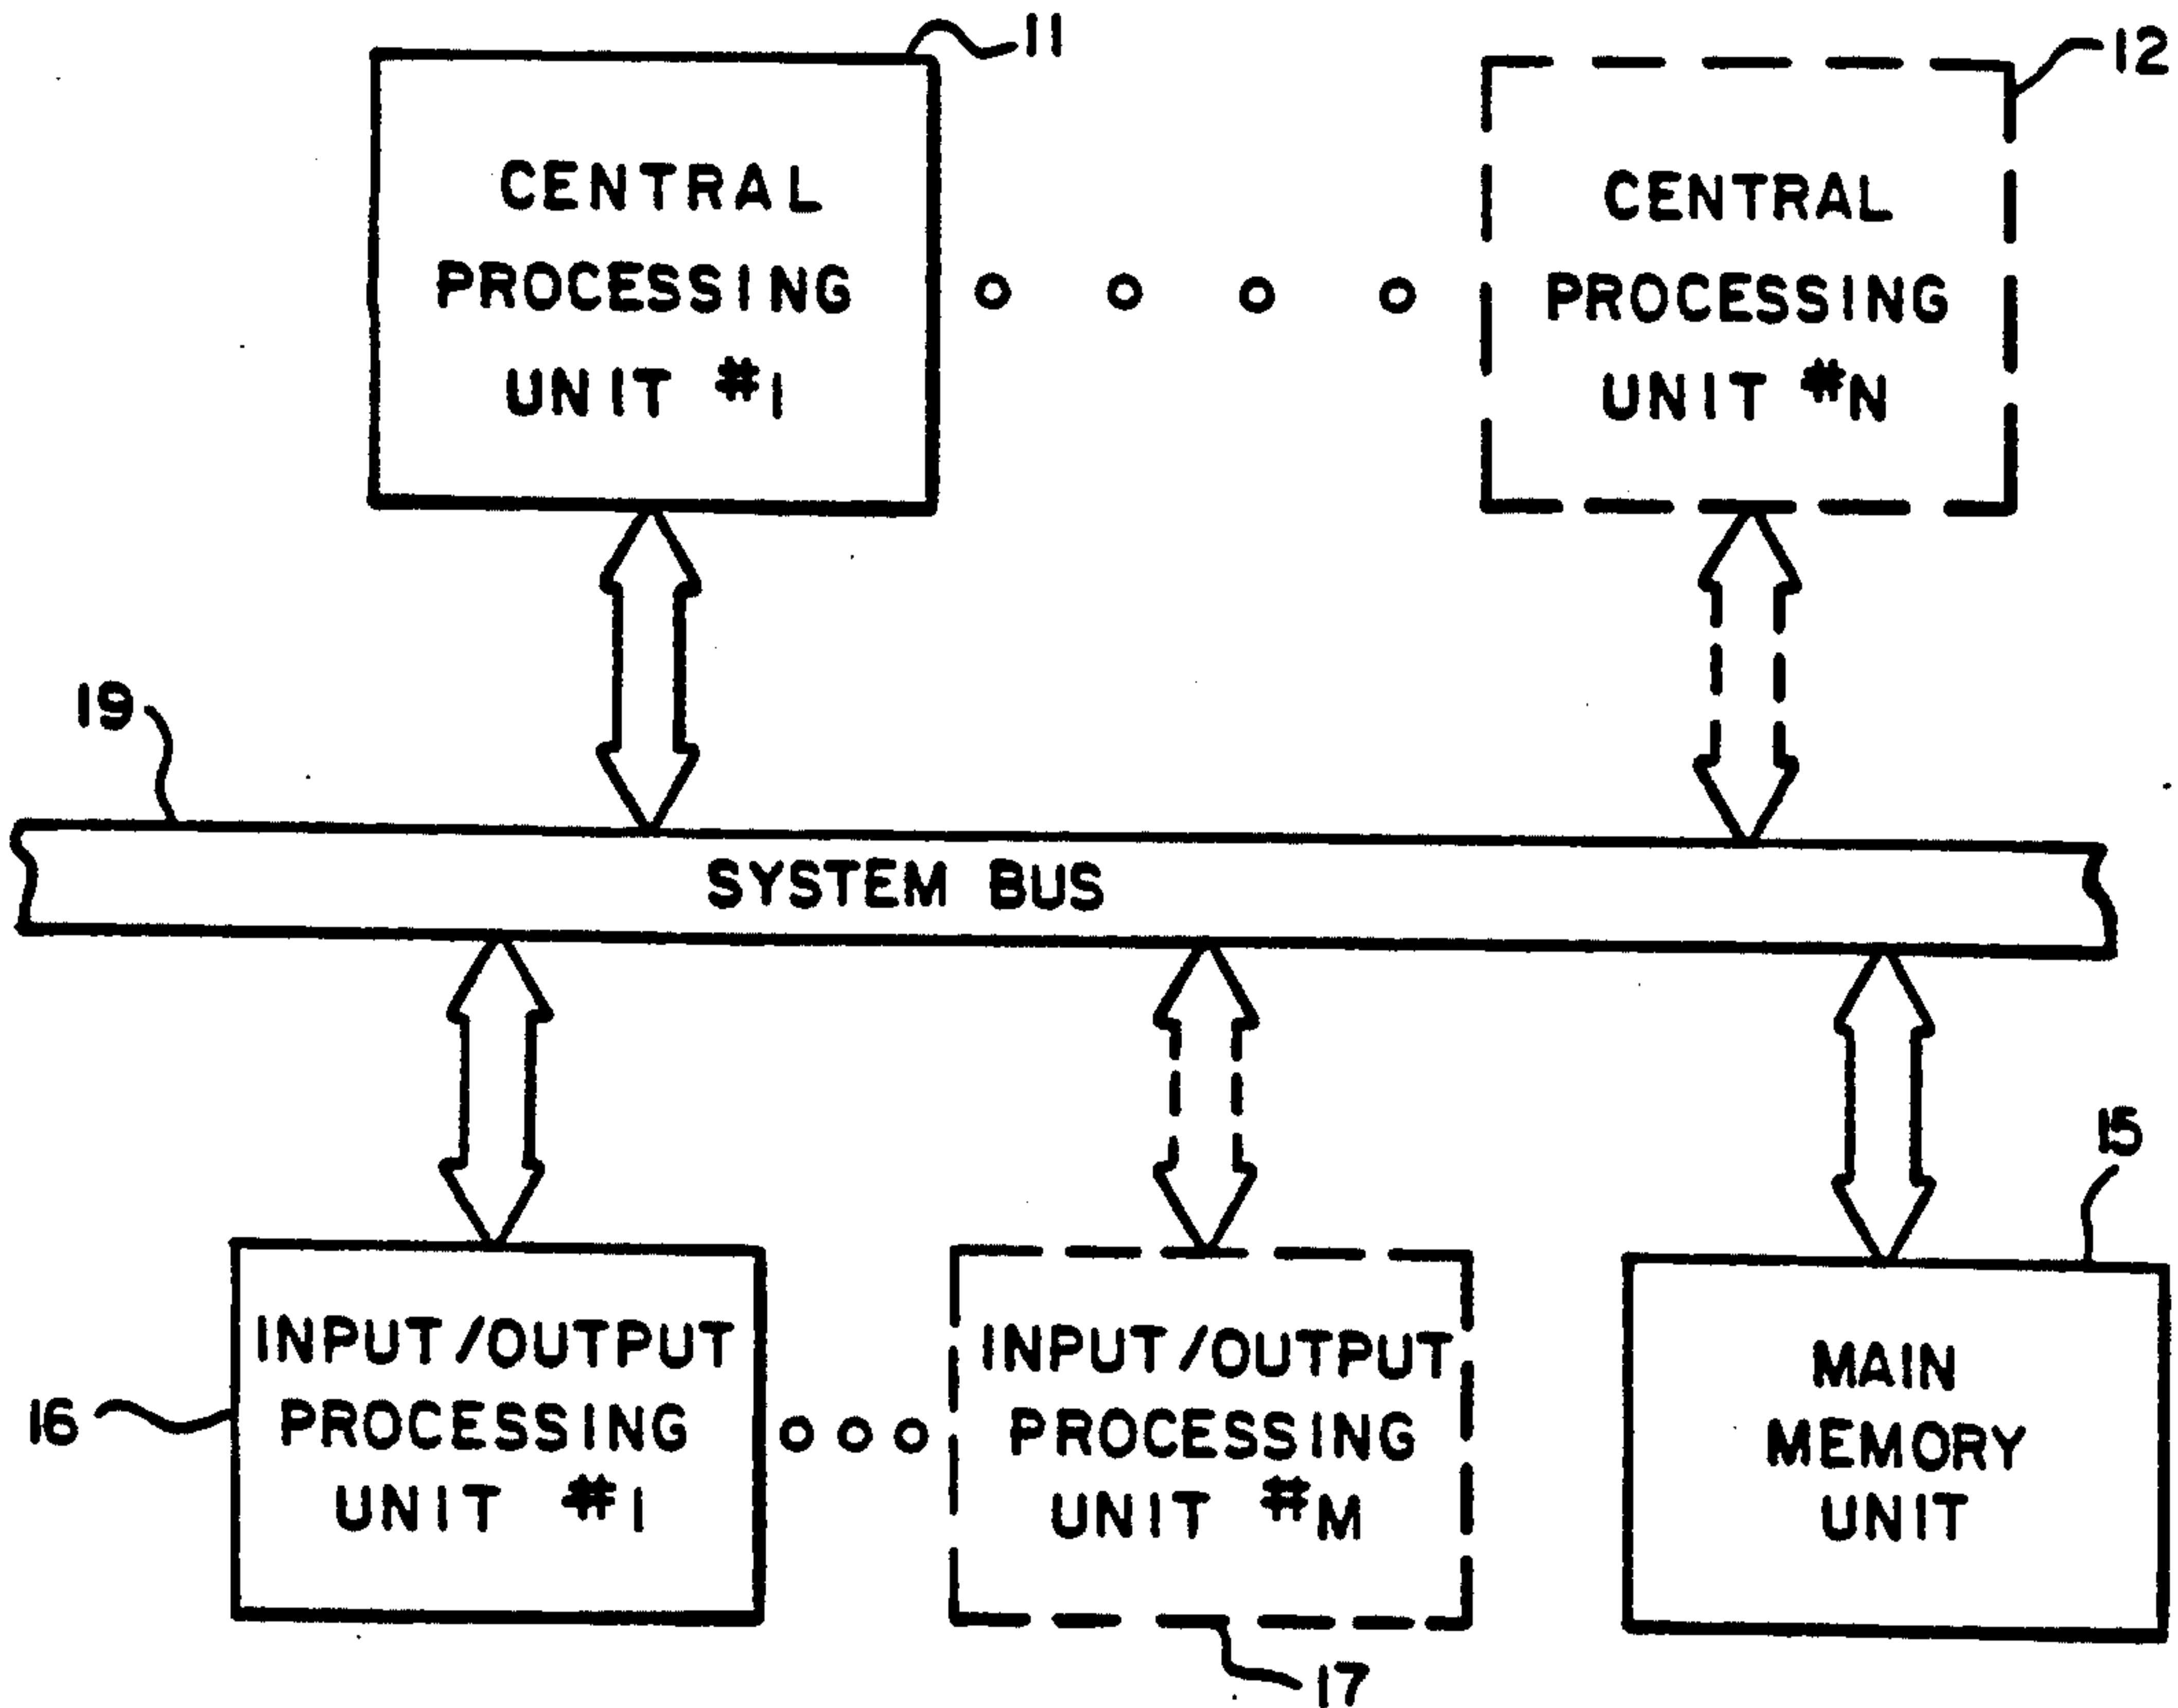 11
12
CENTRAL
PROCESSING
UNIT #1
CENTRAL
PROCESSING
UNIT #N
19
SYSTEM BUS
15
16
INPUT/OUTPUT
PROCESSING
UNIT #1
INPUT/OUTPUT
PROCESSING
UNIT #M
MAIN
MEMORY
UNIT
17